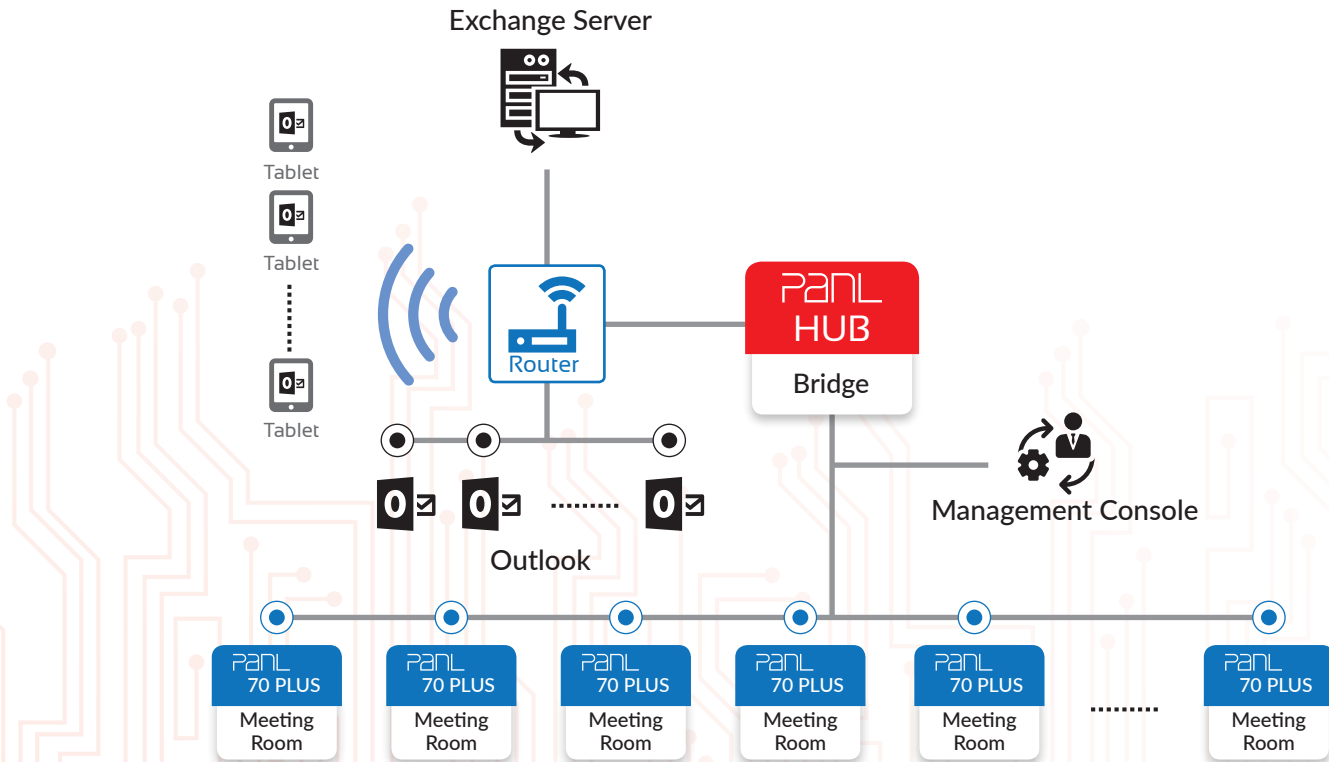 Exchange Server
Tablet
Tablet
Tablet
Router
PanL
HUB
Bridge
Management Console
Outlook
PanL
70 PLUS
Meeting
Room
PanL
70 PLUS
Meeting
Room
PanL
70 PLUS
Meeting
Room
PanL
70 PLUS
Meeting
Room
PanL
70 PLUS
Meeting
Room
PanL
70 PLUS
Meeting
Room